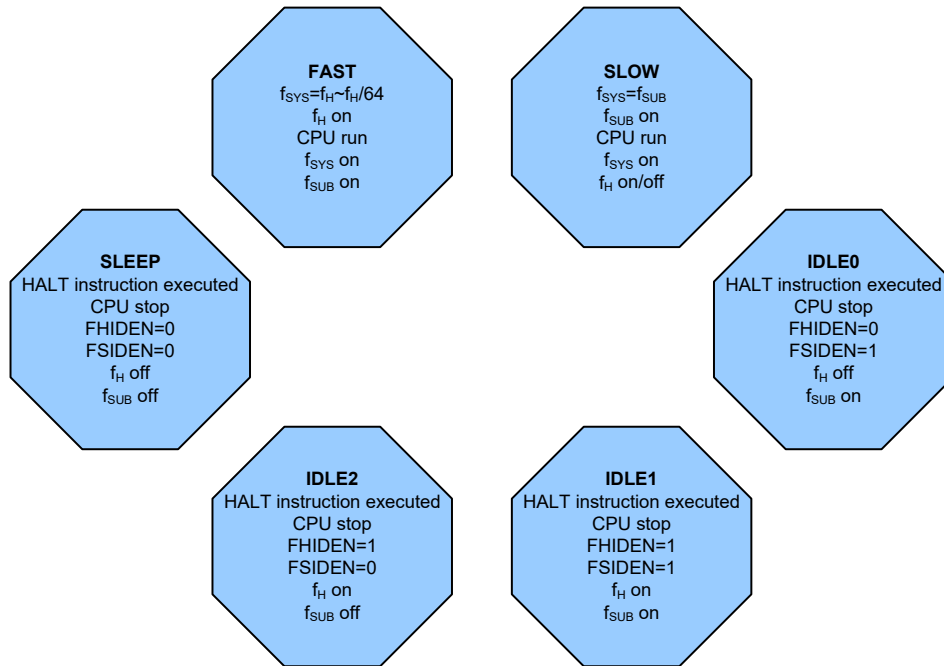 FAST
fSYS=fH~fH/64
fH on
CPU run
fSYS on
fSUB on
SLOW
fSYS=fSUB
fSUB on
CPU run
fSYS on
fH on/off
SLEEP
HALT instruction executed
CPU stop
FHIDEN=0
FSIDEN=0
fH off
fSUB off
IDLE0
HALT instruction executed
CPU stop
FHIDEN=0
FSIDEN=1
fH off
fSUB on
IDLE2
HALT instruction executed
CPU stop
FHIDEN=1
FSIDEN=0
fH on
fSUB off
IDLE1
HALT instruction executed
CPU stop
FHIDEN=1
FSIDEN=1
fH on
fSUB on